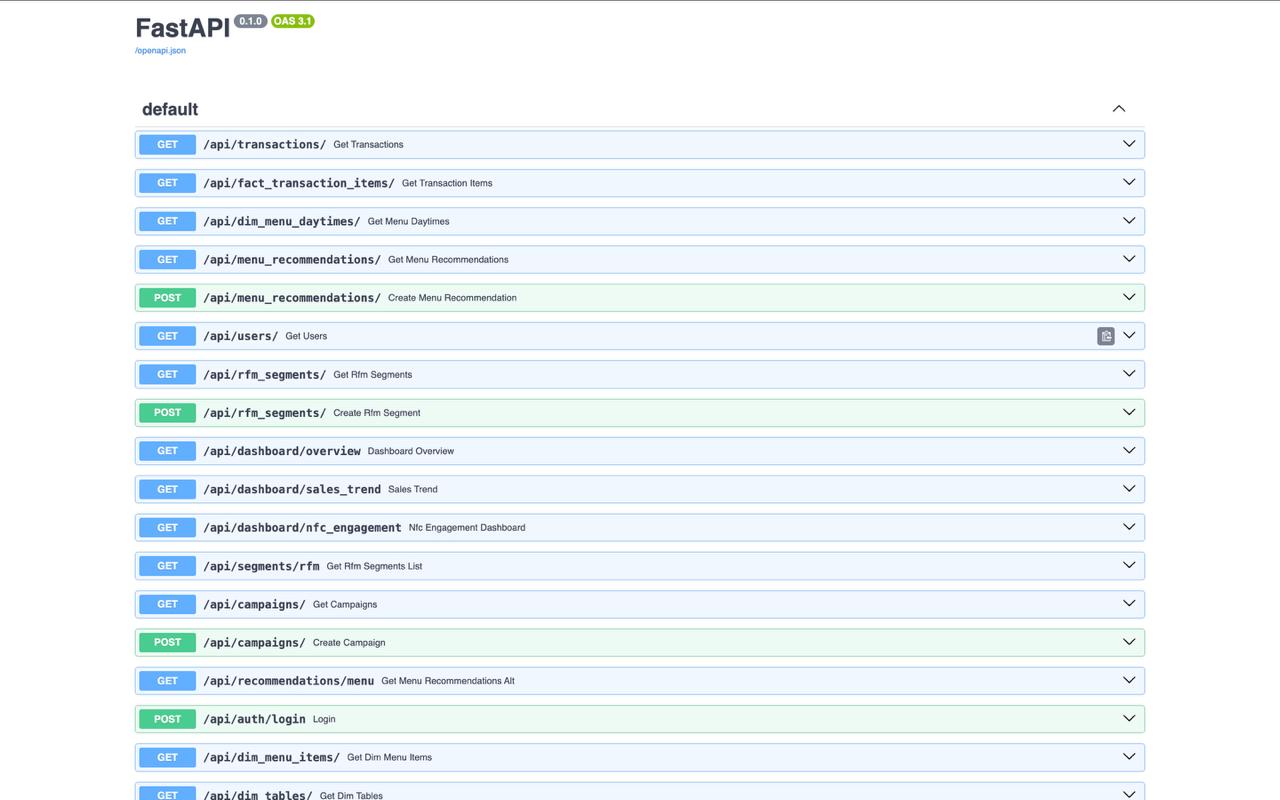 FastAPI 0.1.0 OAS 3.1
/openapi.json
default
GET /api/transactions/ Get Transactions
GET /api/fact_transaction_items/ Get Transaction Items
GET /api/dim_menu_daytimes/ Get Menu Daytimes
GET /api/menu_recommendations/ Get Menu Recommendations
POST /api/menu_recommendations/ Create Menu Recommendation
GET /api/users/ Get Users
GET /api/rfm_segments/ Get Rfm Segments
POST /api/rfm_segments/ Create Rfm Segment
GET /api/dashboard/overview Dashboard Overview
GET /api/dashboard/sales_trend Sales Trend
GET /api/dashboard/nfc_engagement Nfc Engagement Dashboard
GET /api/segments/rfm Get Rfm Segments List
GET /api/campaigns/ Get Campaigns
POST /api/campaigns/ Create Campaign
GET /api/recommendations/menu Get Menu Recommendations Alt
POST /api/auth/login Login
GET /api/dim_menu_items/ Get Dim Menu Items
GET /api/dim_tables/ Get Dim Tables